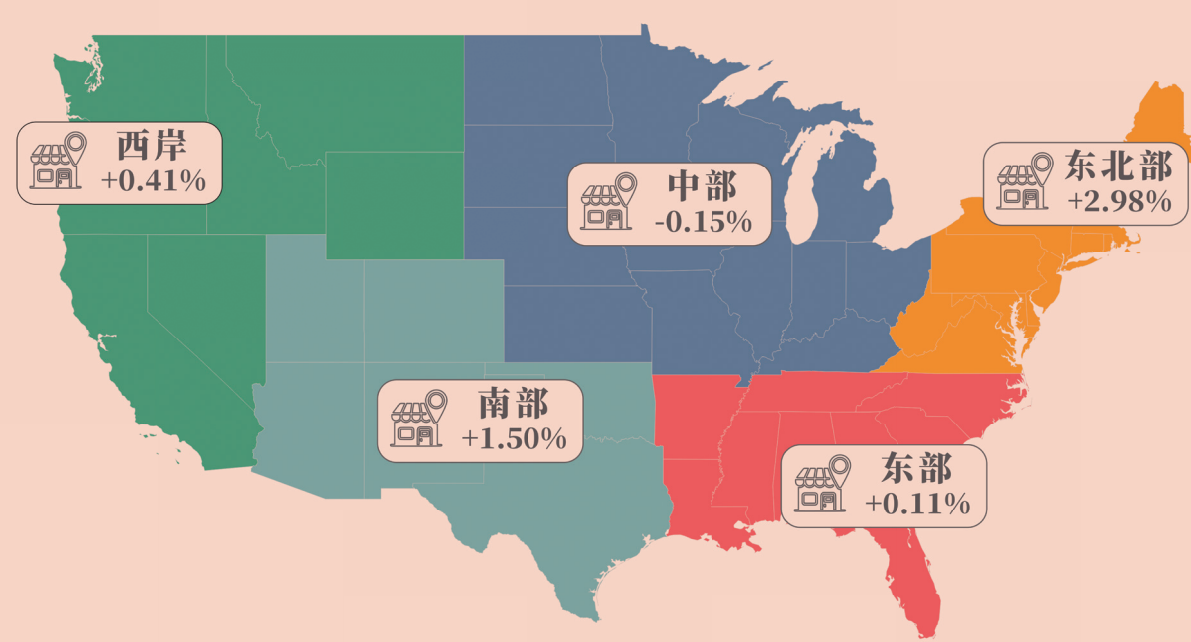 西岸
+0.41%
中部
-0.15%
东北部
+2.98%
南部
+1.50%
东部
+0.11%